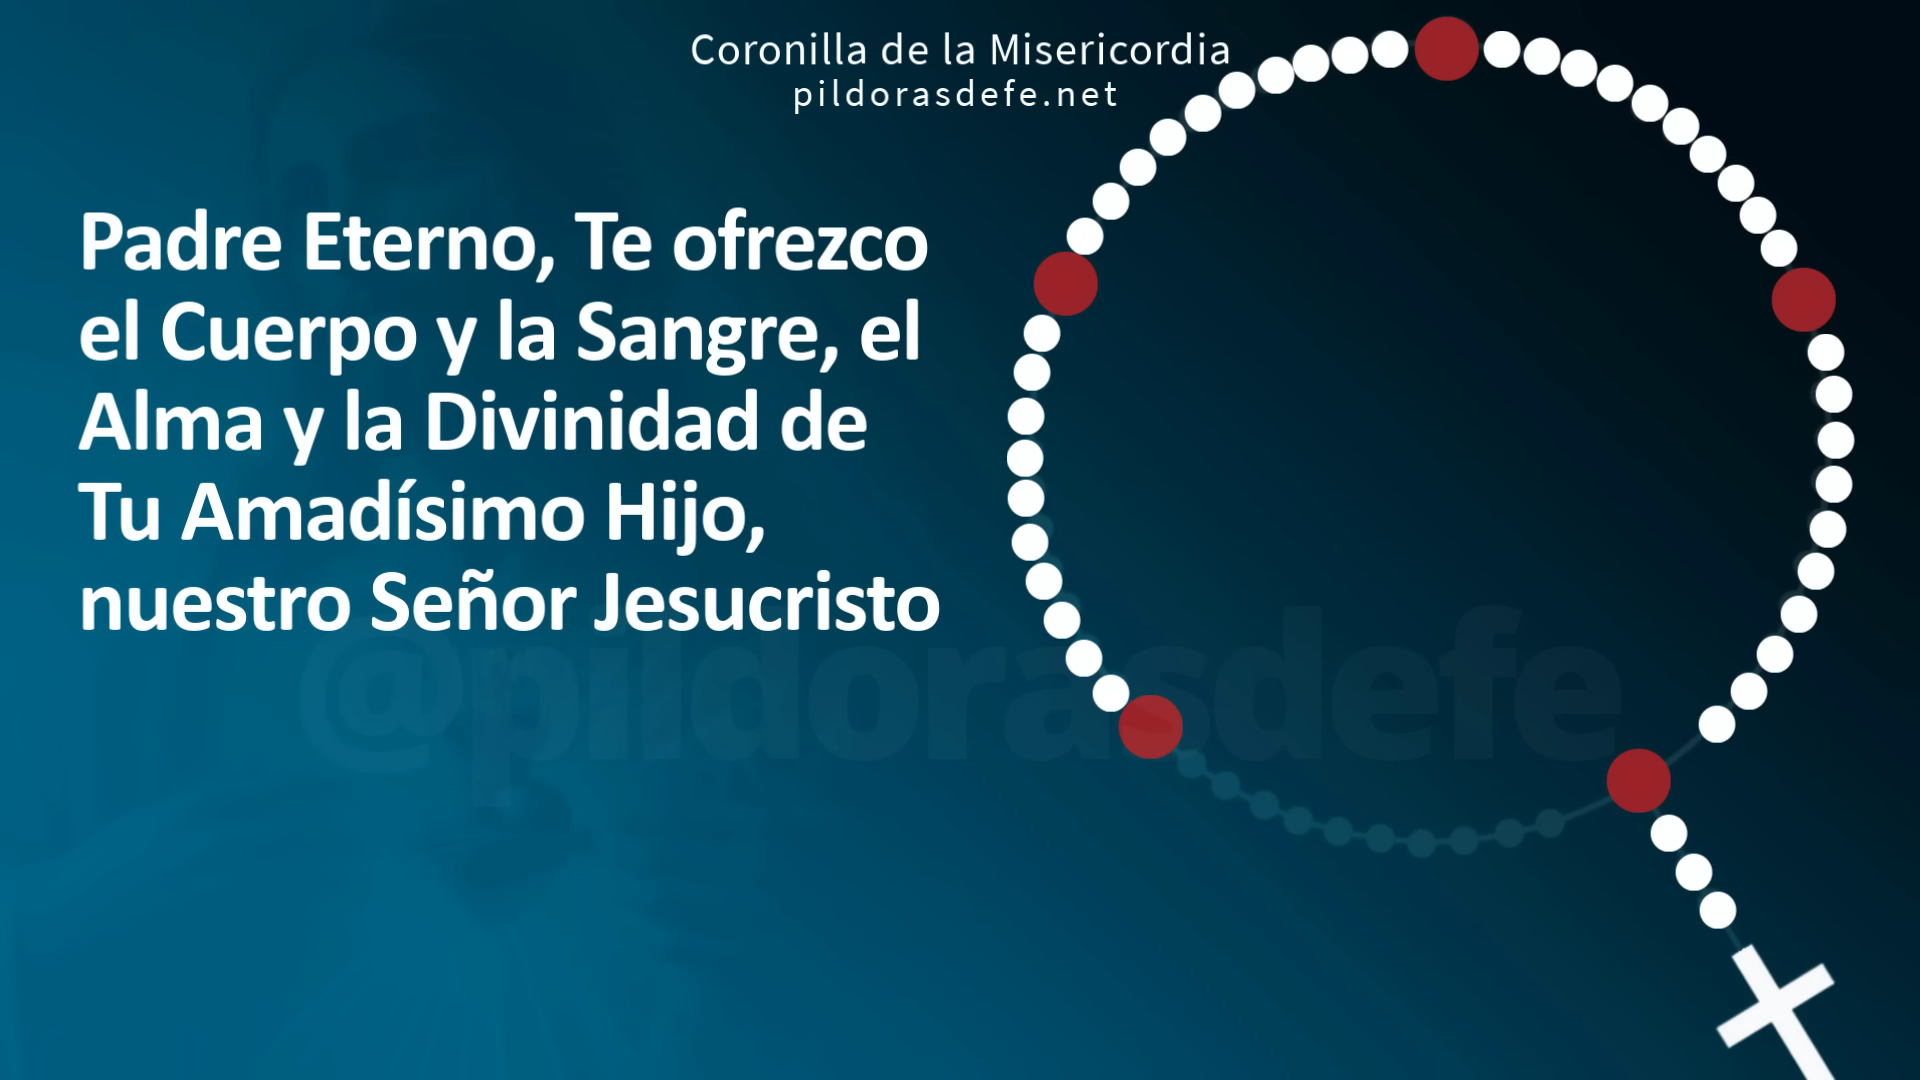 Coronilla de la Misericordia
pildorasdefe.net
Padre Eterno, Te ofrezco
el Cuerpo y la Sangre, el
Alma y la Divinidad de
Tu Amadísimo Hijo,
nuestro Señor Jesucristo
@pildorasdefe